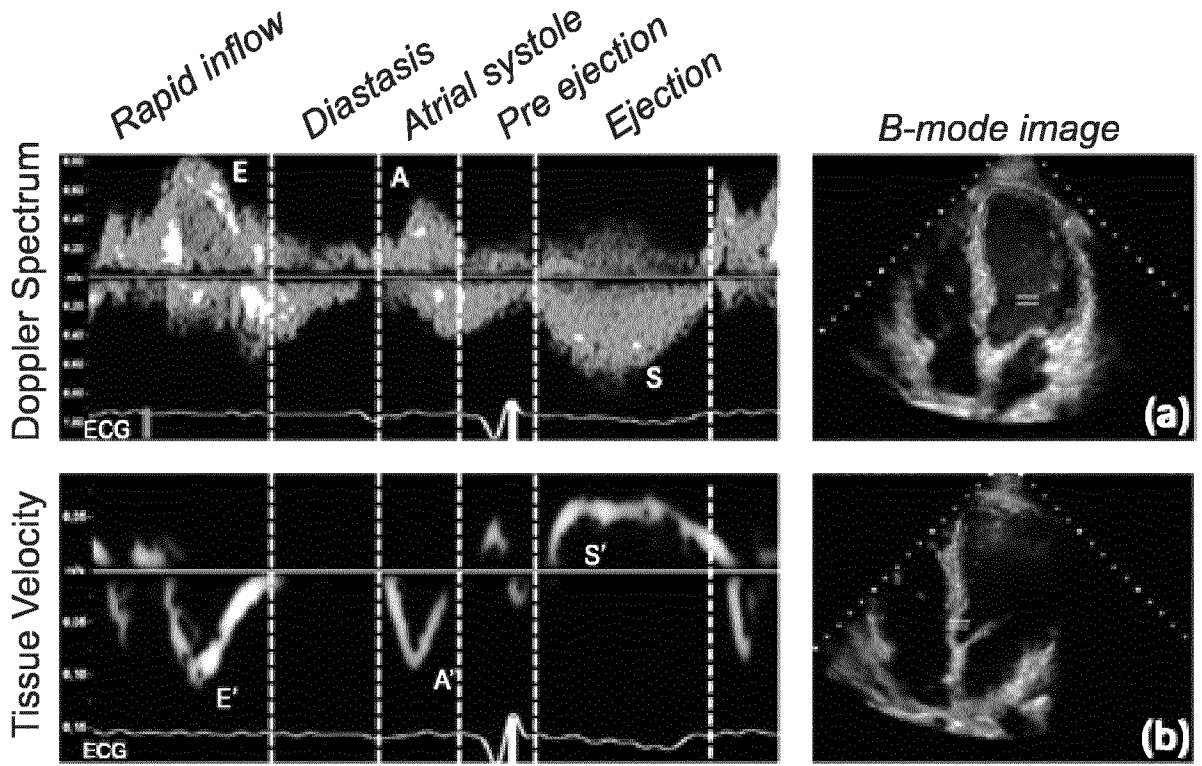 Rapid inflow
Diastasis
Atrial systole
Pre ejection
Ejection
B-mode image
Doppler Spectrum
E
A
S
ECG
(a)
Tissue Velocity
S'
E'
A'
ECG
(b)